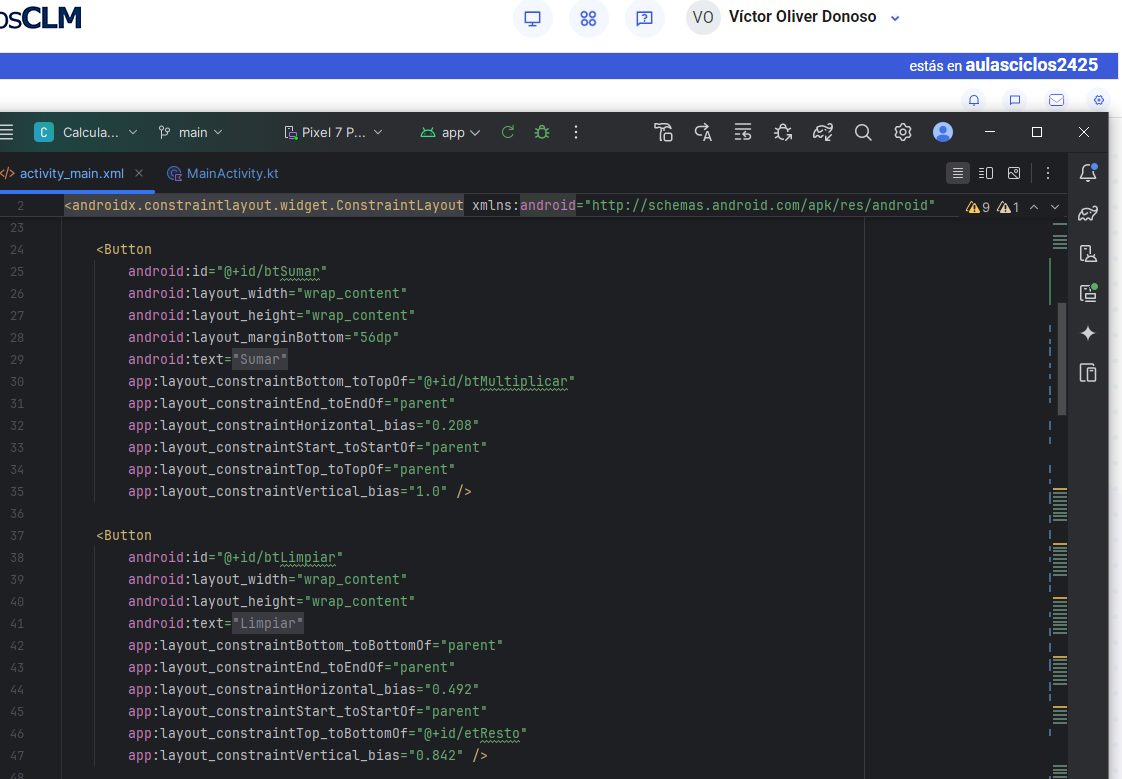 osCLM
VO Víctor Oliver Donoso
estás en aulasciclos2425
C Calcula... main Pixel 7 P... app
activity_main.xml MainActivity.kt
2 <androidx.constraintlayout.widget.ConstraintLayout xmlns:android="http://schemas.android.com/apk/res/android" 9 1
23
24 <Button
25 android:id="@+id/btSumar"
26 android:layout_width="wrap_content"
27 android:layout_height="wrap_content"
28 android:layout_marginBottom="56dp"
29 android:text="Sumar"
30 app:layout_constraintBottom_toTopOf="@+id/btMultiplicar"
31 app:layout_constraintEnd_toEndOf="parent"
32 app:layout_constraintHorizontal_bias="0.208"
33 app:layout_constraintStart_toStartOf="parent"
34 app:layout_constraintTop_toTopOf="parent"
35 app:layout_constraintVertical_bias="1.0" />
36
37 <Button
38 android:id="@+id/btLimpiar"
39 android:layout_width="wrap_content"
40 android:layout_height="wrap_content"
41 android:text="Limpiar"
42 app:layout_constraintBottom_toBottomOf="parent"
43 app:layout_constraintEnd_toEndOf="parent"
44 app:layout_constraintHorizontal_bias="0.492"
45 app:layout_constraintStart_toStartOf="parent"
46 app:layout_constraintTop_toBottomOf="@+id/etResto"
47 app:layout_constraintVertical_bias="0.842" />
48